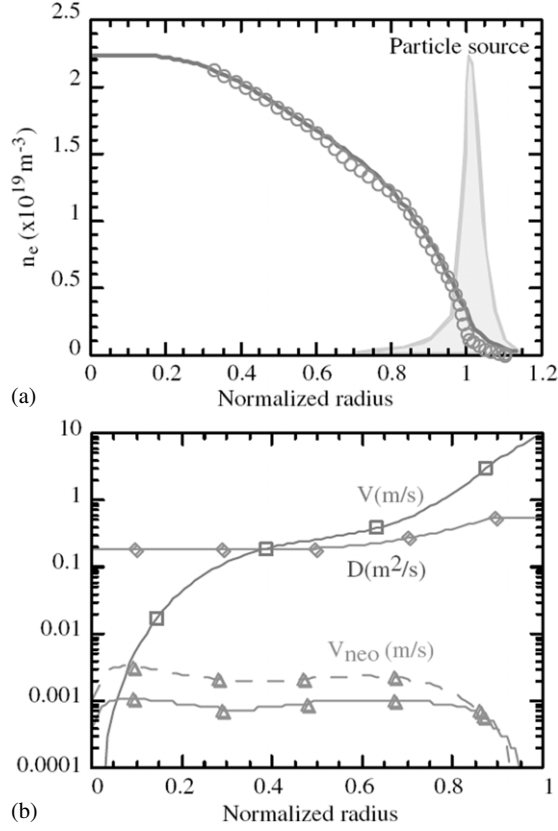 2.5
2
1.5
1
0.5
0
n_e (x10^19 m^-3)
Particle source
0 0.2 0.4 0.6 0.8 1 1.2
Normalized radius
(a)
10
1
0.1
0.01
0.001
0.0001
V(m/s)
D(m^2/s)
V_neo (m/s)
0 0.2 0.4 0.6 0.8 1
Normalized radius
(b)